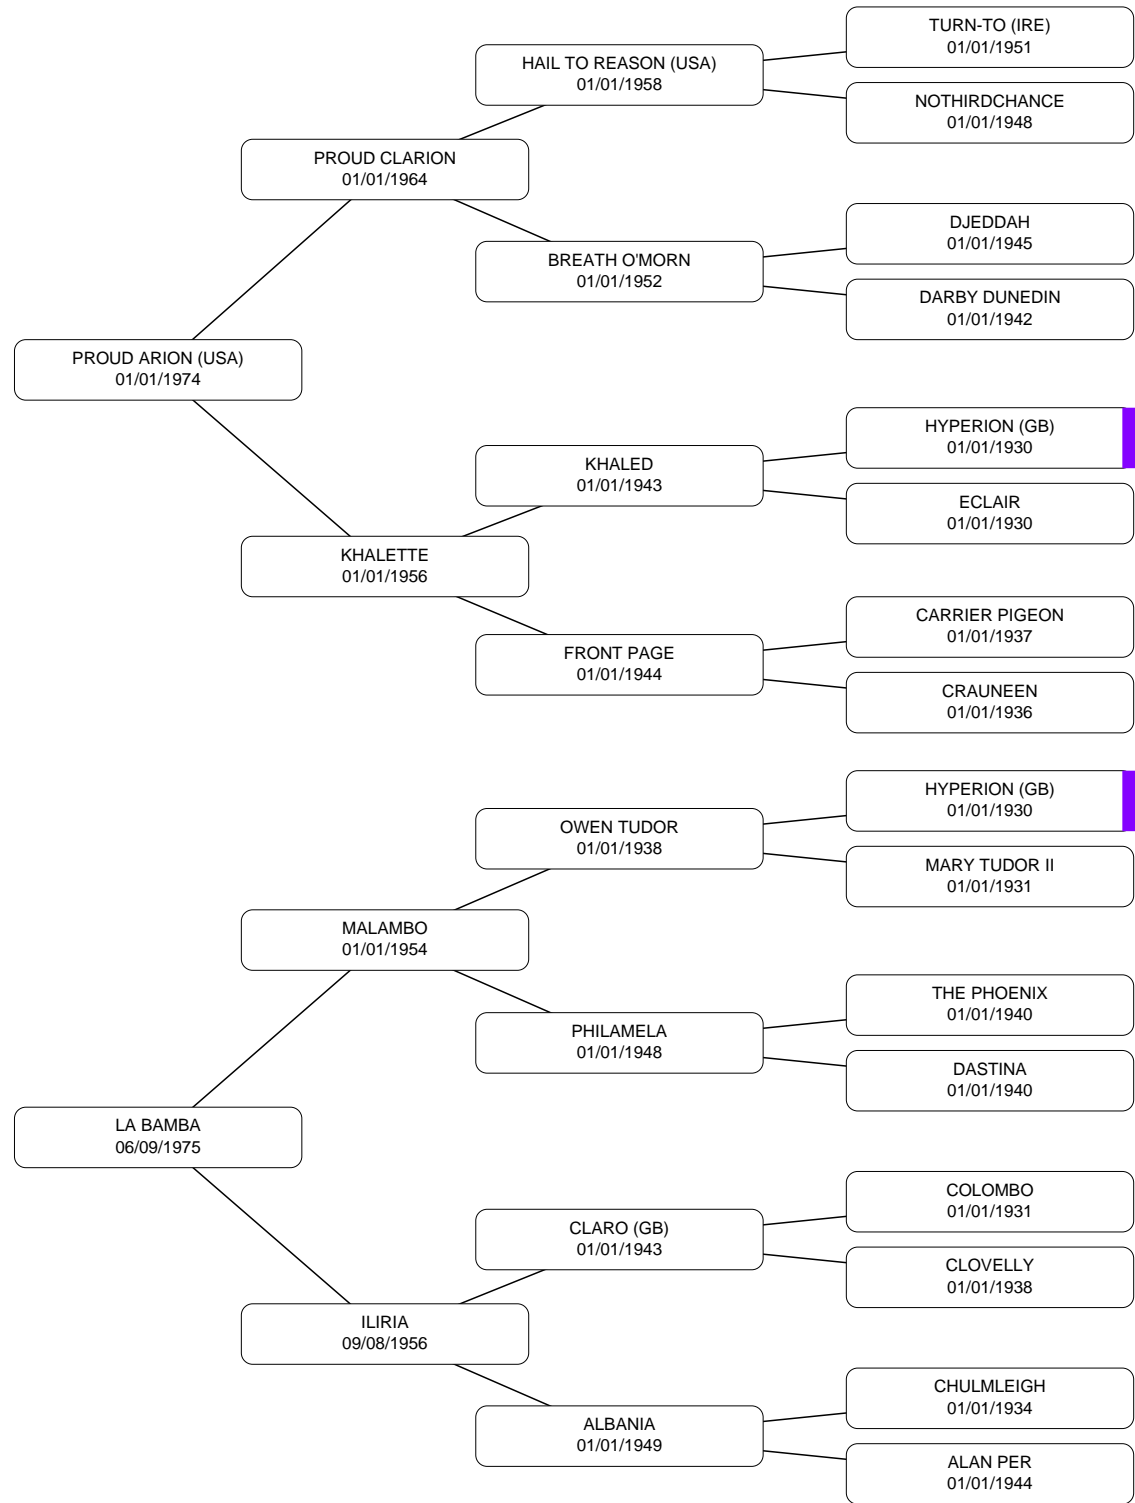 TURN-TO (IRE)
01/01/1951
HAIL TO REASON (USA)
01/01/1958
NOTHIRDCHANCE
01/01/1948
PROUD CLARION
01/01/1964
DJEDDAH
01/01/1945
BREATH O'MORN
01/01/1952
DARBY DUNEDIN
01/01/1942
PROUD ARION (USA)
01/01/1974
HYPERION (GB)
01/01/1930
KHALED
01/01/1943
ECLAIR
01/01/1930
KHALETTE
01/01/1956
CARRIER PIGEON
01/01/1937
FRONT PAGE
01/01/1944
CRAUNEEN
01/01/1936
HYPERION (GB)
01/01/1930
OWEN TUDOR
01/01/1938
MARY TUDOR II
01/01/1931
MALAMBO
01/01/1954
THE PHOENIX
01/01/1940
PHILAMELA
01/01/1948
DASTINA
01/01/1940
LA BAMBA
06/09/1975
COLOMBO
01/01/1931
CLARO (GB)
01/01/1943
CLOVELLY
01/01/1938
ILIRIA
09/08/1956
CHULMLEIGH
01/01/1934
ALBANIA
01/01/1949
ALAN PER
01/01/1944